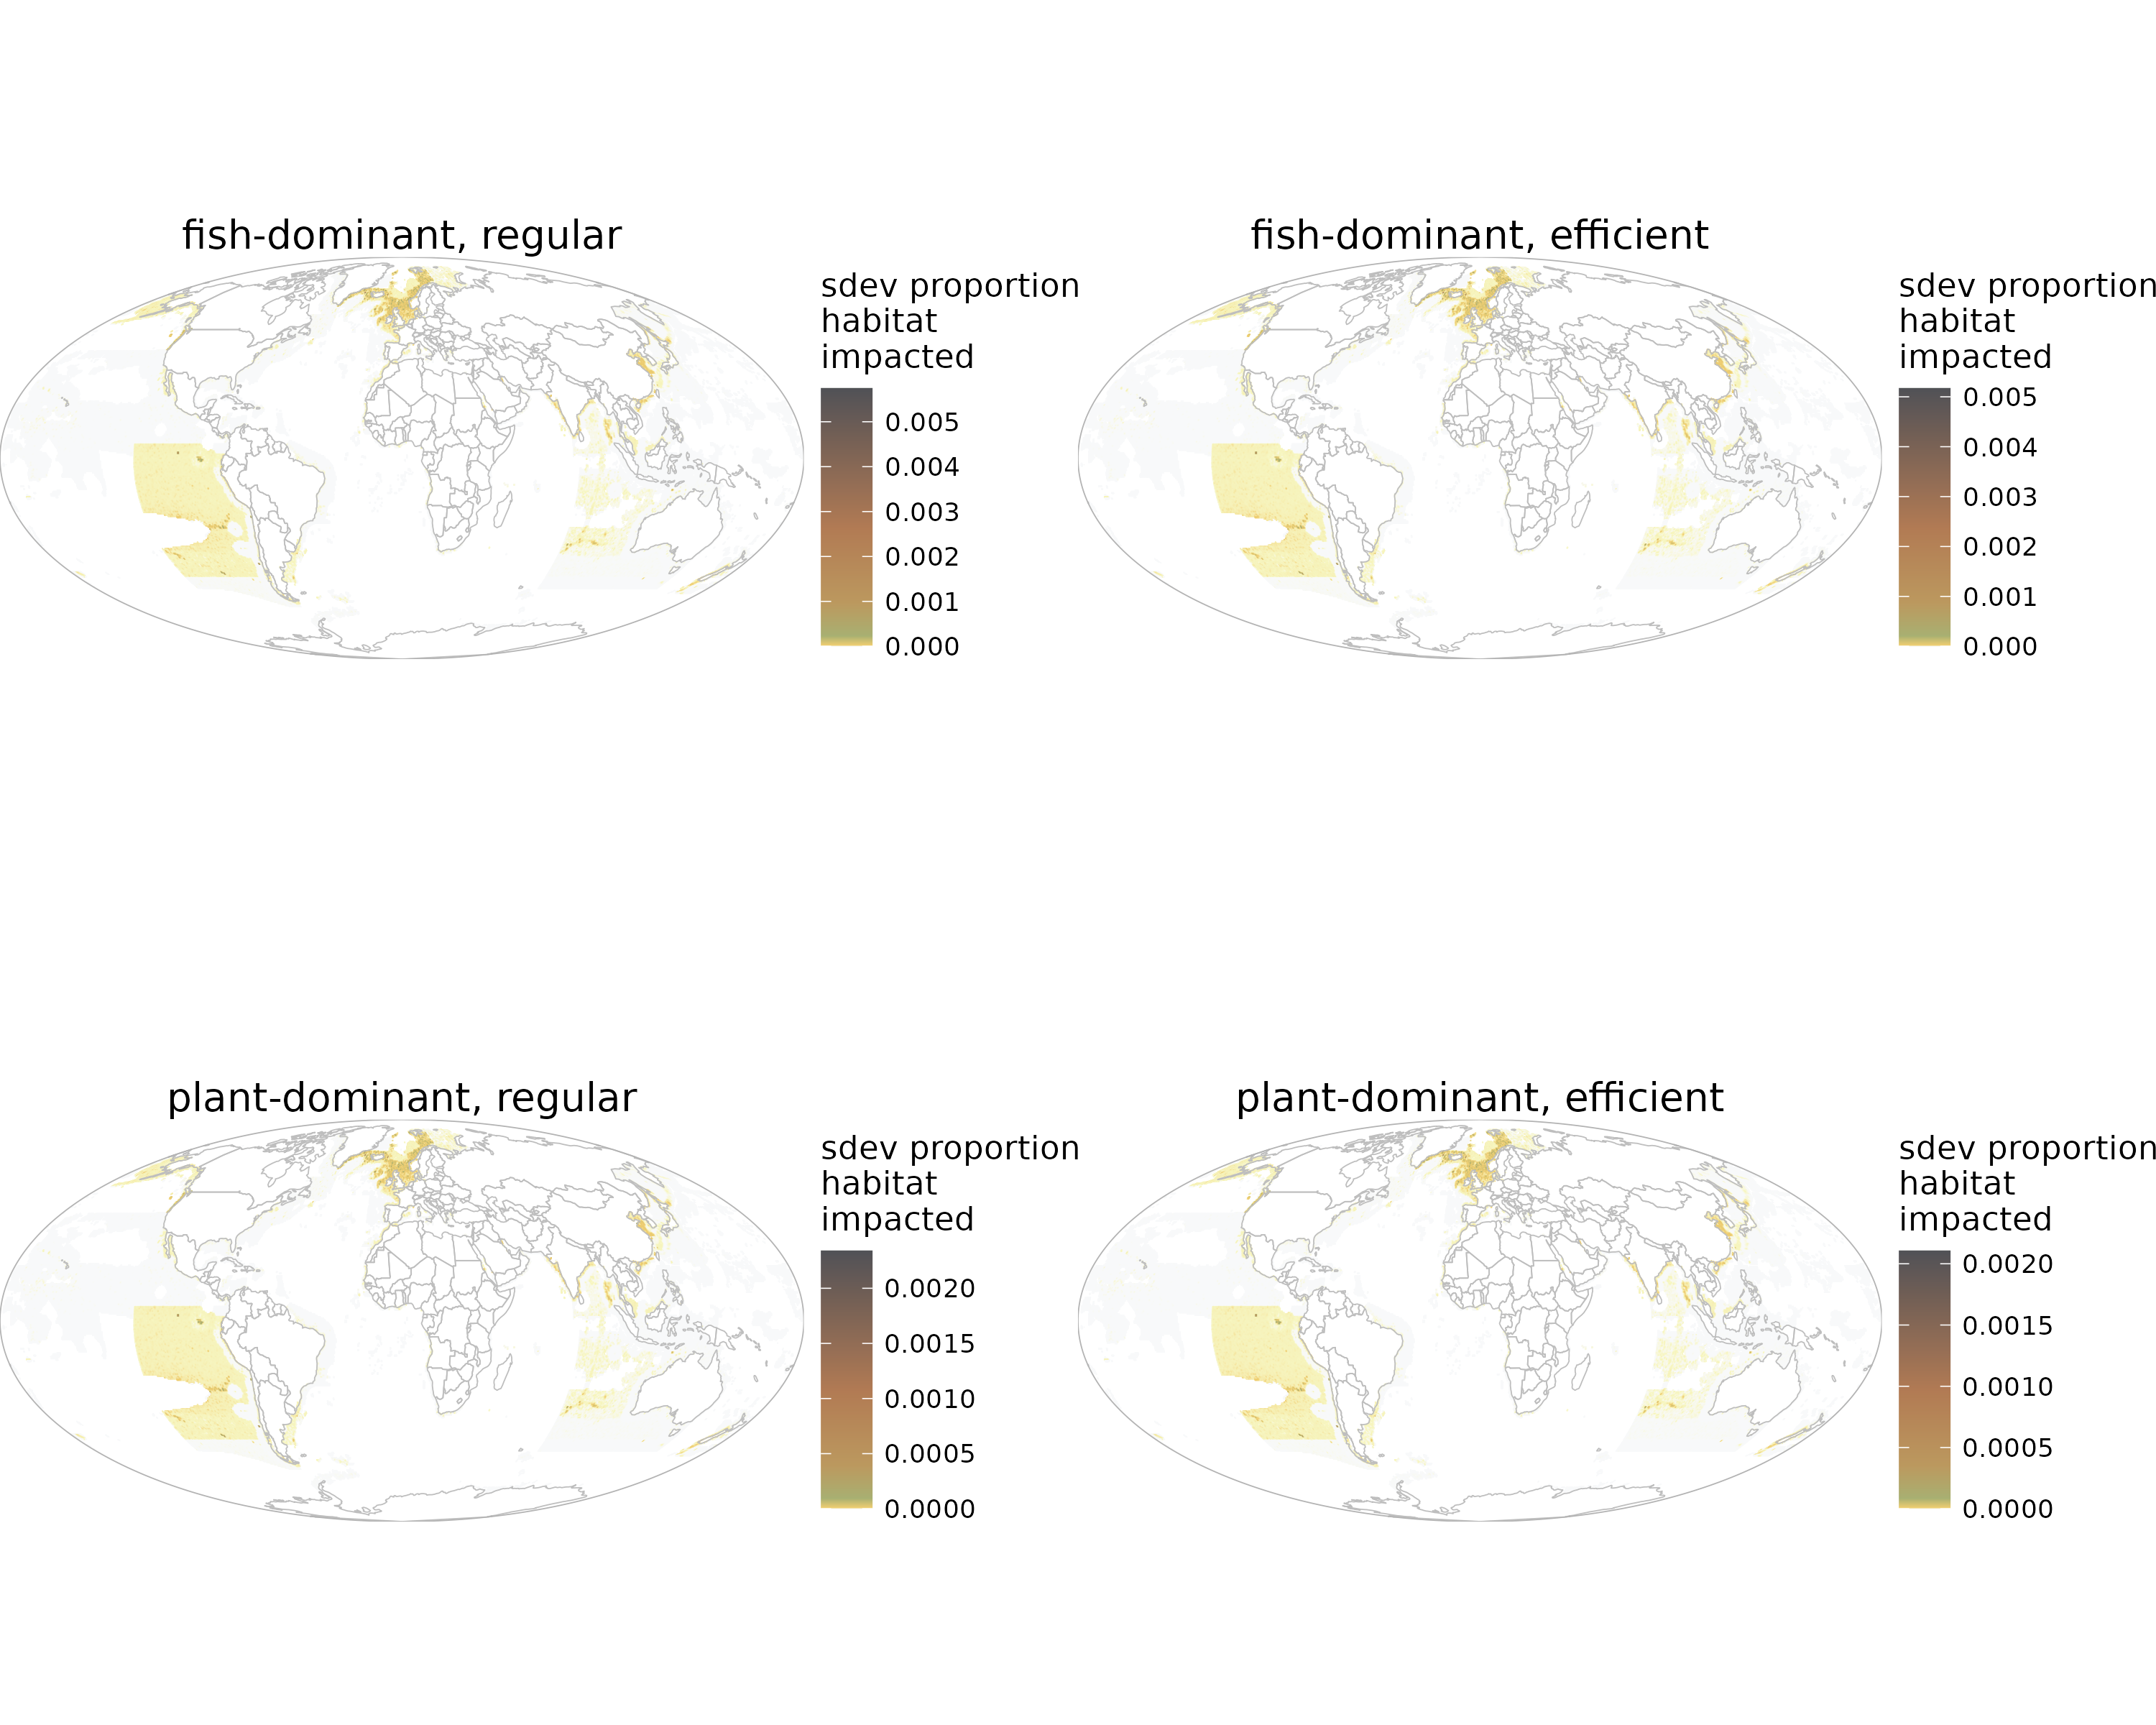 fish-dominant, regular
sdev proportion
habitat
impacted
0.005
0.004
0.003
0.002
0.001
0.000
fish-dominant, efficient
sdev proportion
habitat
impacted
0.005
0.004
0.003
0.002
0.001
0.000
plant-dominant, regular
sdev proportion
habitat
impacted
0.0020
0.0015
0.0010
0.0005
0.0000
plant-dominant, efficient
sdev proportion
habitat
impacted
0.0020
0.0015
0.0010
0.0005
0.0000